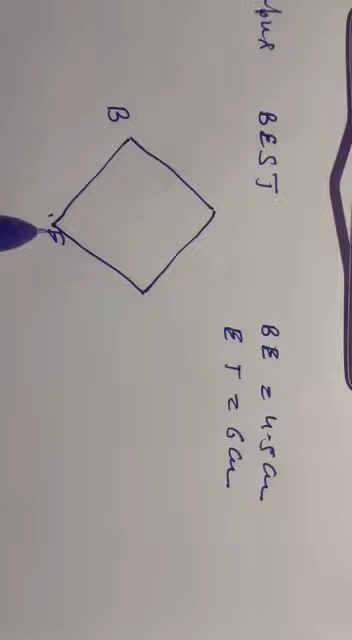 BEST
BE = 4.5 cm
ET = 6 cm
B
E